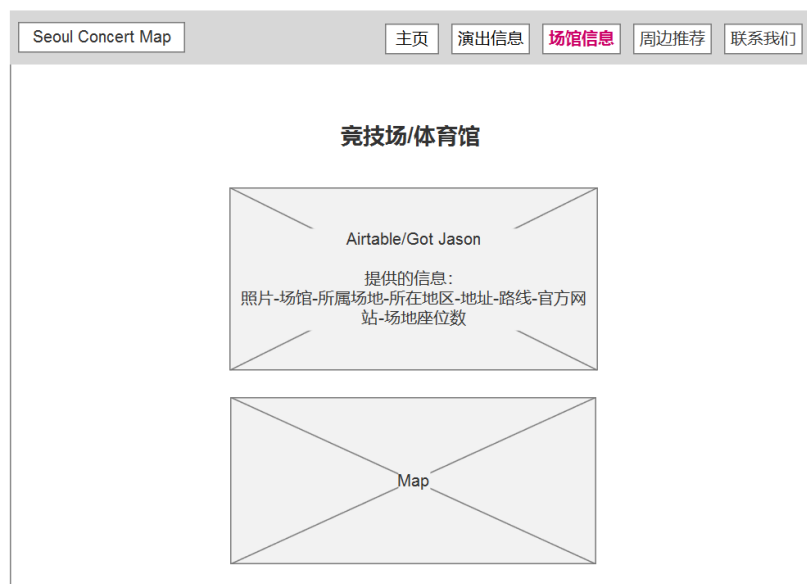 Seoul Concert Map
主页
演出信息
场馆信息
周边推荐
联系我们
竞技场/体育馆
Airtable/Got Jason
提供的信息：
照片-场馆-所属场地-所在地区-地址-路线-官方网
站-场地座位数
Map